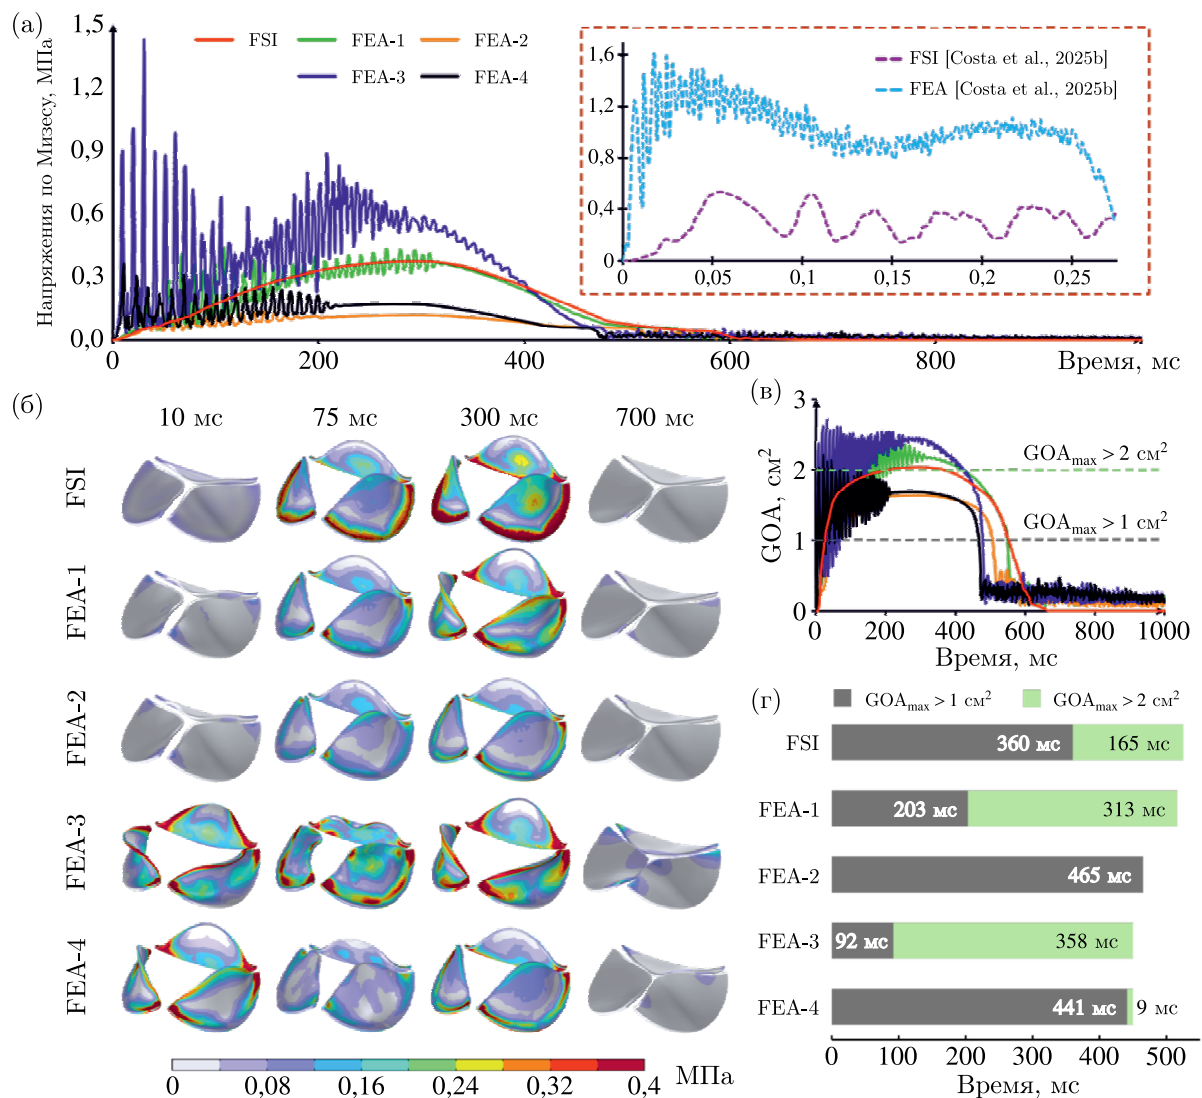 (а)
Напряжения по Мизесу, МПа
1,5
1,2
0,9
0,6
0,3
0,0
FSI
FEA-1
FEA-2
FEA-3
FEA-4
0
200
400
600
800
Время, мс
1,6
1,2
0,8
0,4
0
FSI [Costa et al., 2025b]
FEA [Costa et al., 2025b]
0
0,05
0,1
0,15
0,2
0,25
(б)
10 мс
75 мс
300 мс
700 мс
FSI
FEA-1
FEA-2
FEA-3
FEA-4
0
0,08
0,16
0,24
0,32
0,4
МПа
(в)
GOA, см²
3
2
1
0
GOAmax > 2 см²
GOAmax > 1 см²
0
200
400
600
800
1000
Время, мс
(г)
GOAmax > 1 см²
GOAmax > 2 см²
FSI
360 мс
165 мс
FEA-1
203 мс
313 мс
FEA-2
465 мс
FEA-3
92 мс
358 мс
FEA-4
441 мс
9 мс
0
100
200
300
400
500
Время, мс